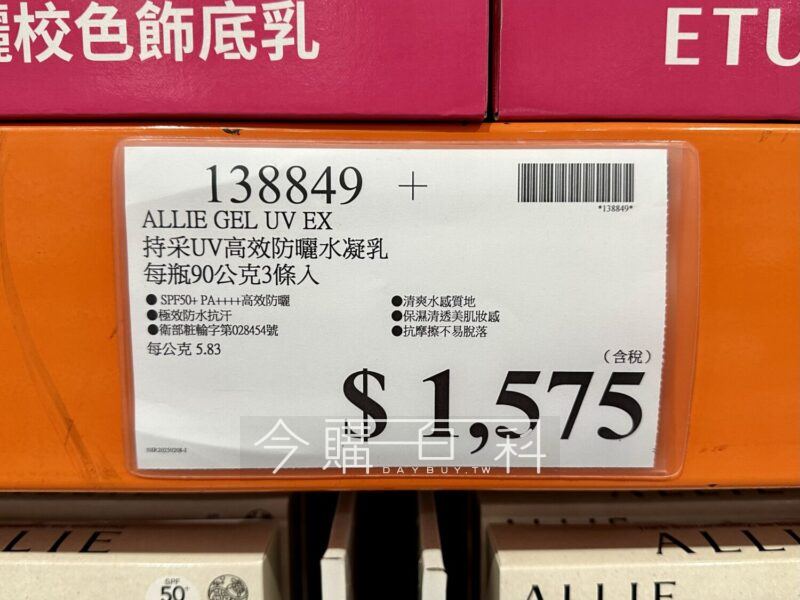 校色飾底乳
ETU
138849 +
*138849*
ALLIE GEL UV EX
持采UV高效防曬水凝乳
每瓶90公克3條入
● SPF50+ PA++++高效防曬
●清爽水感質地
●極效防水抗汗
●保濕清透美肌妝感
●衛部粧輸字第028454號
●抗摩擦不易脫落
每公克 5.83
(含稅)
$ 1,575
今購百科
DAYBUY.TW
LIE
SPF
50+
ALL
ALLIE